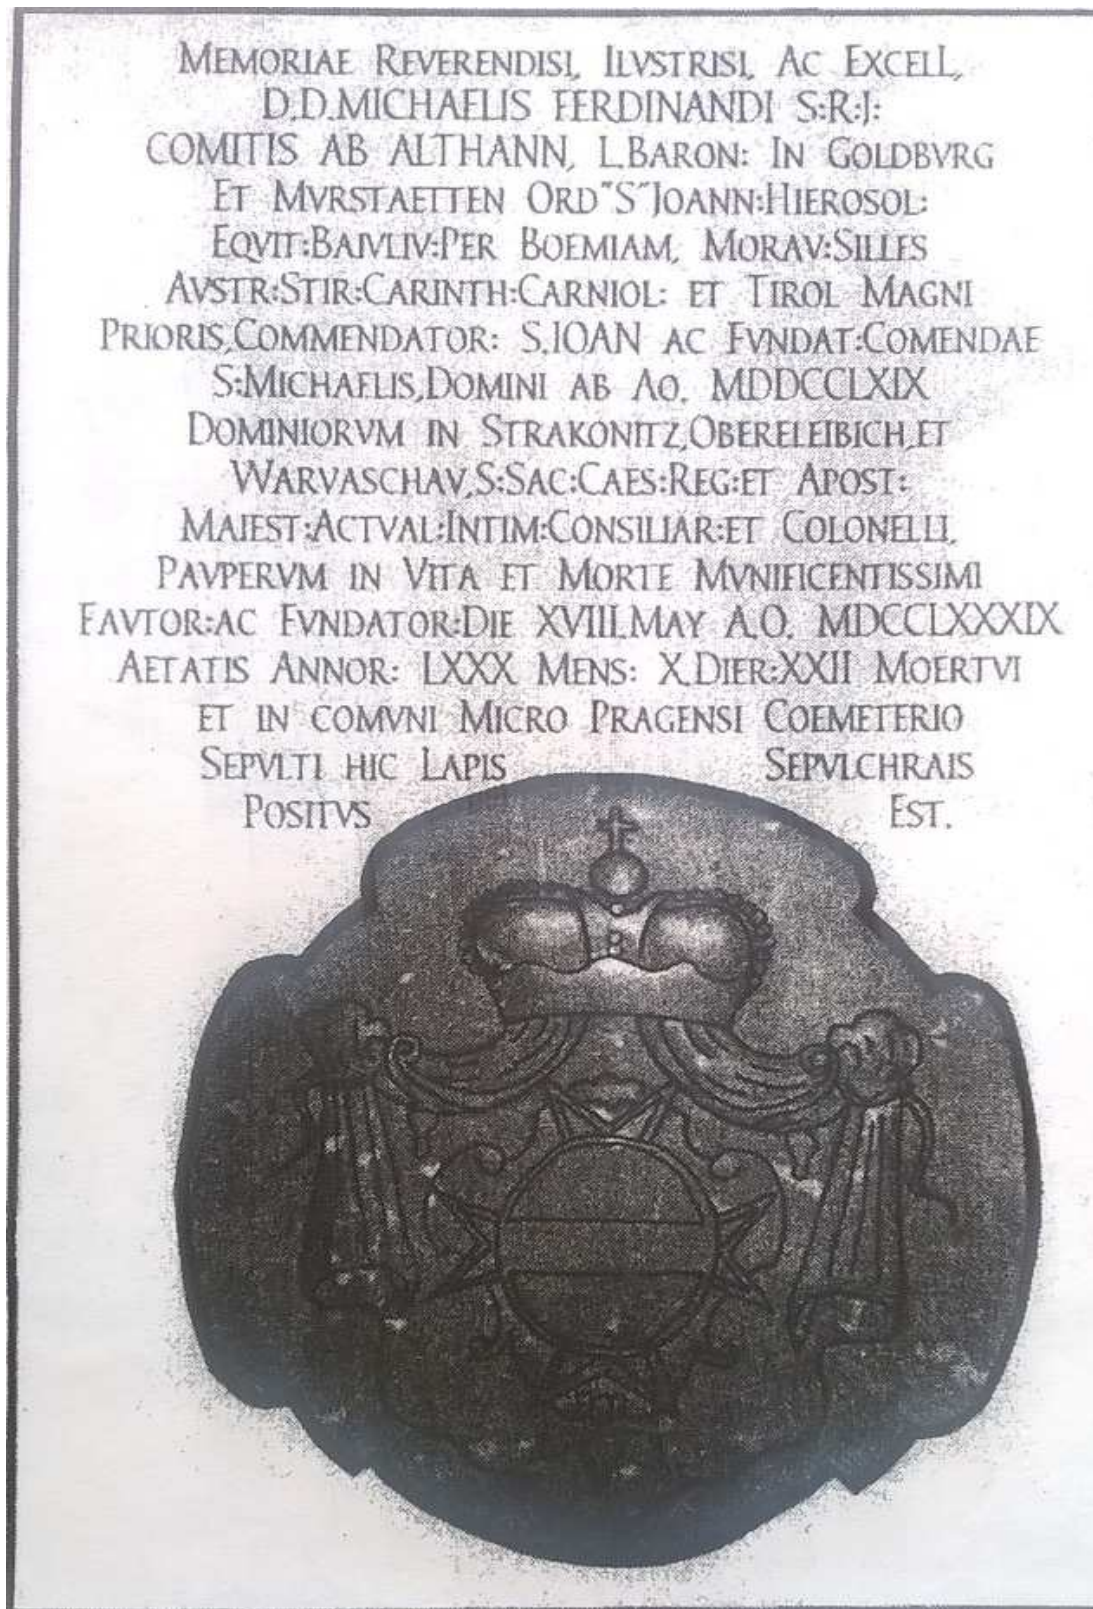 MEMORIAE REVERENDISI, ILVSTRISI, AC EXCELL,
D,D.MICHAELIS FERDINANDI S:R:J:
COMITIS AB ALTHANN, L.BARON: IN GOLDBVRG
ET MVRSTAETTEN ORD"S"JOANN:HIEROSOL:
EQVIT:BAIVLIV:PER BOEMIAM, MORAV:SILLES
AVSTR:STIR:CARINTH:CARNIOL: ET TIROL MAGNI
PRIORIS,COMMENDATOR: S.IOAN AC FVNDAT:COMENDAE
S:MICHAELIS,DOMINI AB AO. MDDCCLXIX
DOMINIORVM IN STRAKONITZ,OBERELEIBICH,ET
WARVASCHAV,S:SAC:CAES:REG:ET APOST:
MAIEST:ACTVAL:INTIM:CONSILIAR:ET COLONELLI,
PAVPERVM IN VITA ET MORTE MVNIFICENTISSIMI
FAVTOR:AC FVNDATOR:DIE XVIII.MAY A.O. MDCCLXXXIX
AETATIS ANNOR: LXXX MENS: X.DIER:XXII MOERTVI
ET IN COMVNI MICRO PRAGENSI COEMETERIO
SEPVLTI HIC LAPIS SEPVLCHRAIS
POSITVS EST.